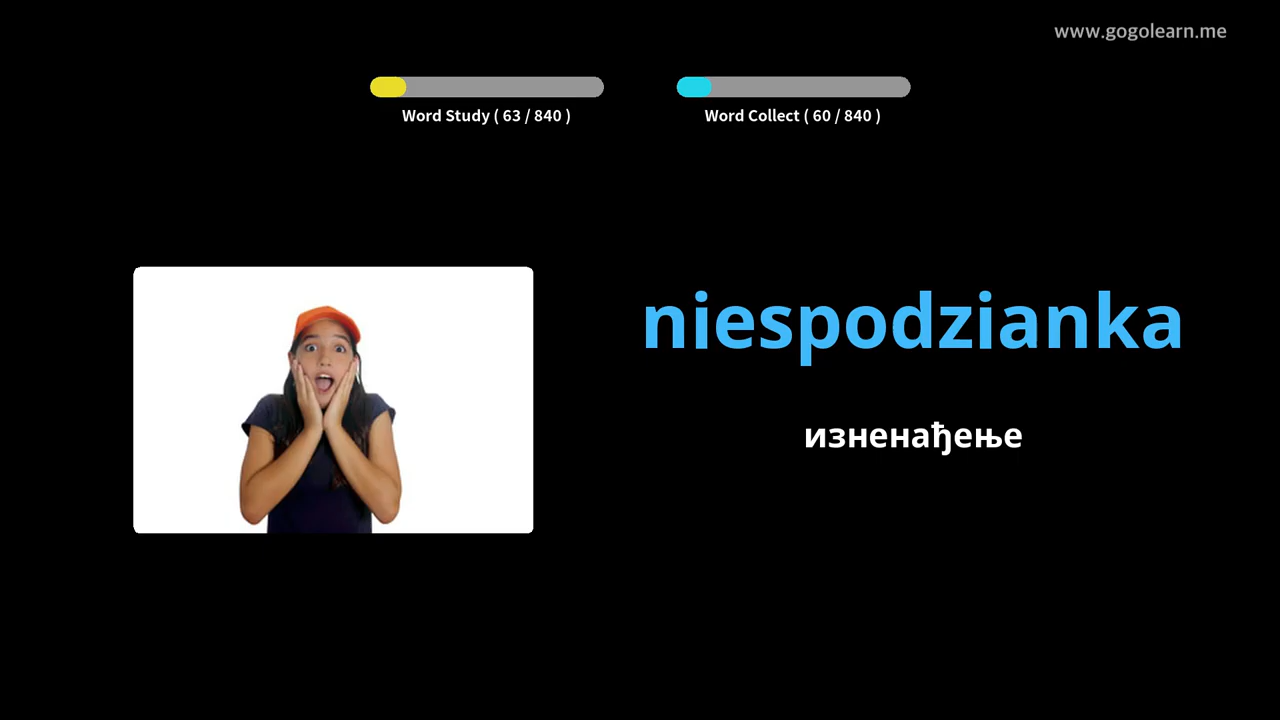 www.gogolearn.me
Word Study ( 63 / 840 )
Word Collect ( 60 / 840 )
niespodzianka
изненађење